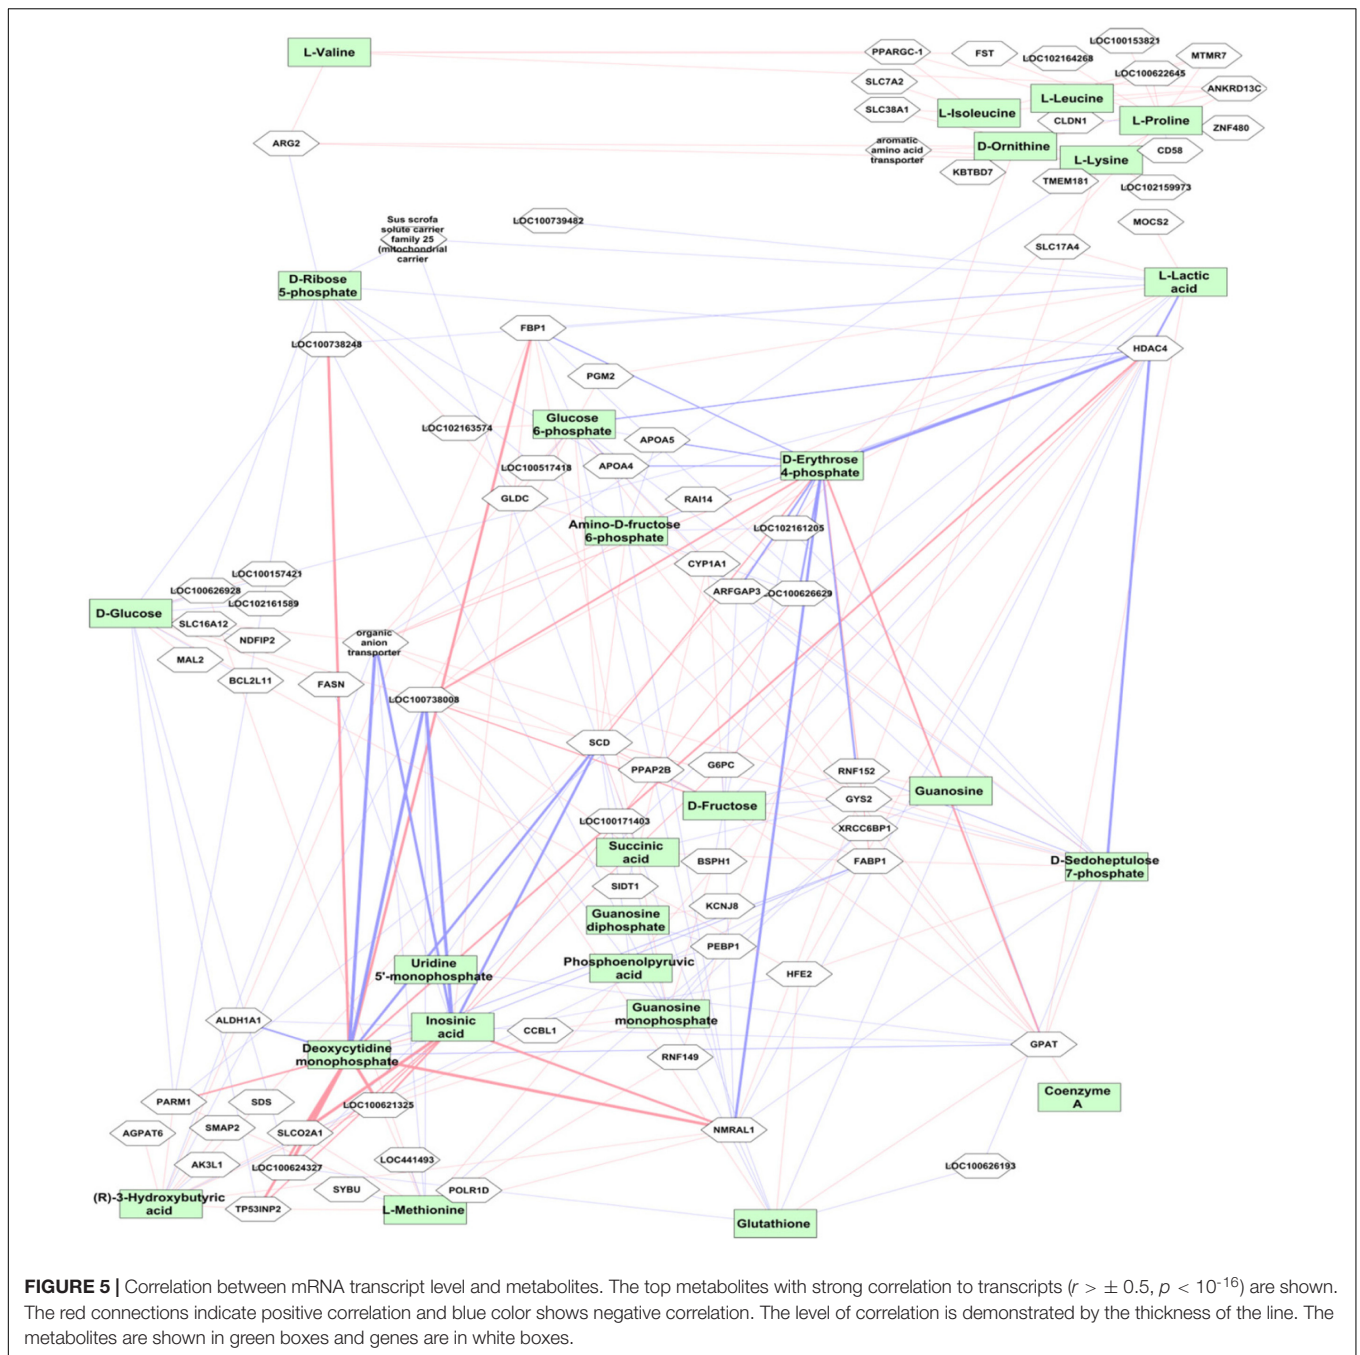 L-Valine
PPARGC-1
FST
LOC100153821
LOC102164268
MTMR7
LOC100622645
SLC7A2
ANKRD13C
L-Leucine
SLC38A1
L-Isoleucine
CLDN1
L-Proline
ZNF480
ARG2
aromatic
amino acid
transporter
D-Ornithine
CD58
L-Lysine
KBTBD7
TMEM181
LOC102159973
Sus scrofa
solute carrier
family 25
(mitochondrial
carrier
LOC100739482
MOCS2
SLC17A4
D-Ribose
5-phosphate
L-Lactic
acid
FBP1
LOC100738248
HDAC4
PGM2
LOC102163574
Glucose
6-phosphate
APOA5
LOC100517418
APOA4
D-Erythrose
4-phosphate
GLDC
RAI14
Amino-D-fructose
6-phosphate
LOC102161205
CYP1A1
LOC100157421
LOC100626928
LOC102161589
ARFGAP3
LOC100626629
D-Glucose
SLC16A12
NDFIP2
organic
anion
transporter
MAL2
BCL2L11
FASN
LOC100738008
SCD
PPAP2B
G6PC
RNF152
GYS2
Guanosine
D-Fructose
LOC100171403
XRCC6BP1
Succinic
acid
BSPH1
FABP1
D-Sedoheptulose
7-phosphate
SIDT1
KCNJ8
Guanosine
diphosphate
PEBP1
Uridine
5'-monophosphate
Phosphoenolpyruvic
acid
HFE2
ALDH1A1
Inosinic
acid
CCBL1
Guanosine
monophosphate
Deoxycytidine
monophosphate
RNF149
GPAT
PARM1
SDS
LOC100621325
Coenzyme
A
AGPAT6
SMAP2
SLCO2A1
NMRAL1
AK3L1
LOC100624327
LOC441493
LOC100626193
SYBU
POLR1D
(R)-3-Hydroxybutyric
acid
TP53INP2
L-Methionine
Glutathione
FIGURE 5 | Correlation between mRNA transcript level and metabolites. The top metabolites with strong correlation to transcripts (r > ± 0.5, p < 10-16) are shown.
The red connections indicate positive correlation and blue color shows negative correlation. The level of correlation is demonstrated by the thickness of the line. The
metabolites are shown in green boxes and genes are in white boxes.